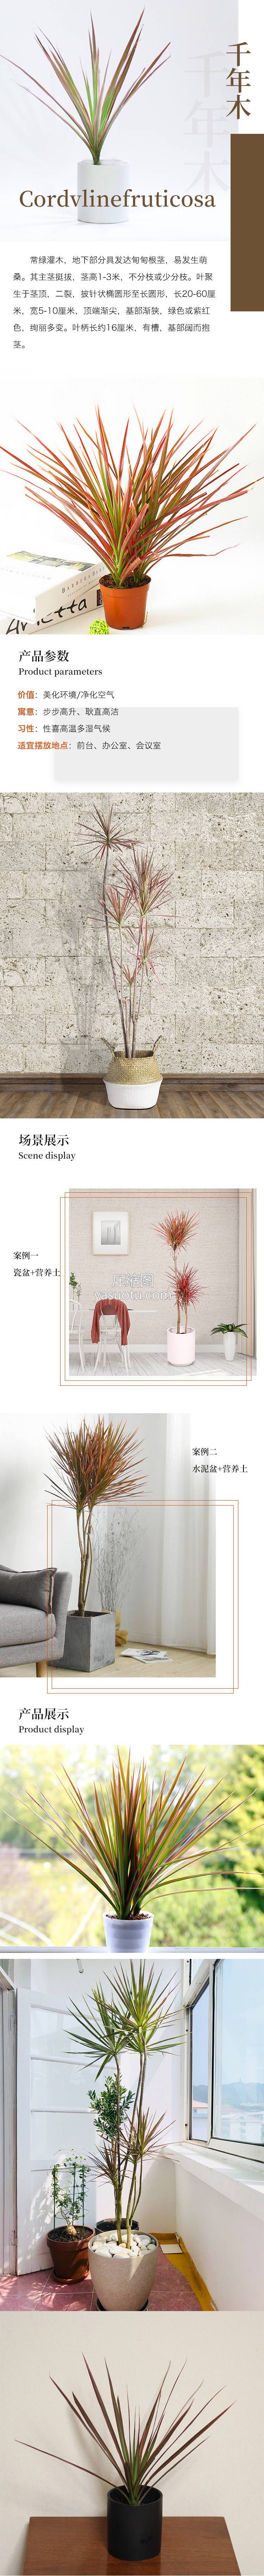 千年木
千年木
Cordvlinefruticosa
常绿灌木，地下部分具发达匍匐根茎，易发生萌
桑。其主茎挺拔，茎高1-3米，不分枝或少分枝。叶聚
生于茎顶，二裂，披针状椭圆形至长圆形，长20-60厘
米，宽5-10厘米，顶端渐尖，基部渐狭，绿色或紫红
色，绚丽多变。叶柄长约16厘米，有槽，基部阔而抱
茎。
产品参数
Product parameters
价值：美化环境/净化空气
寓意：步步高升、耿直高洁
习性：性喜高温多湿气候
适宜摆放地点：前台、办公室、会议室
场景展示
Scene display
案例一
瓷盆+营养土
案例二
水泥盆+营养土
产品展示
Product display